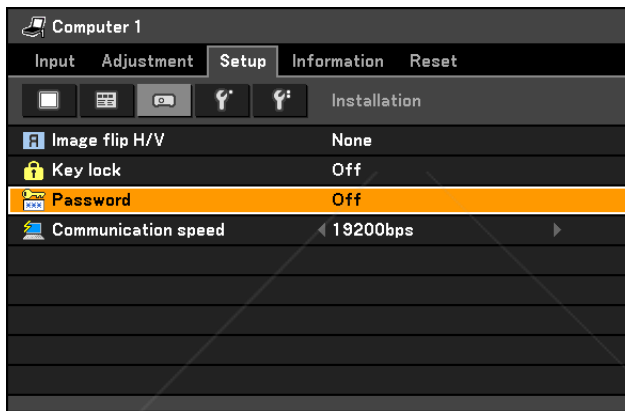 Computer 1
Input Adjustment Setup Information Reset
Installation
Image flip H/V None
Key lock Off
Password Off
Communication speed 19200bps